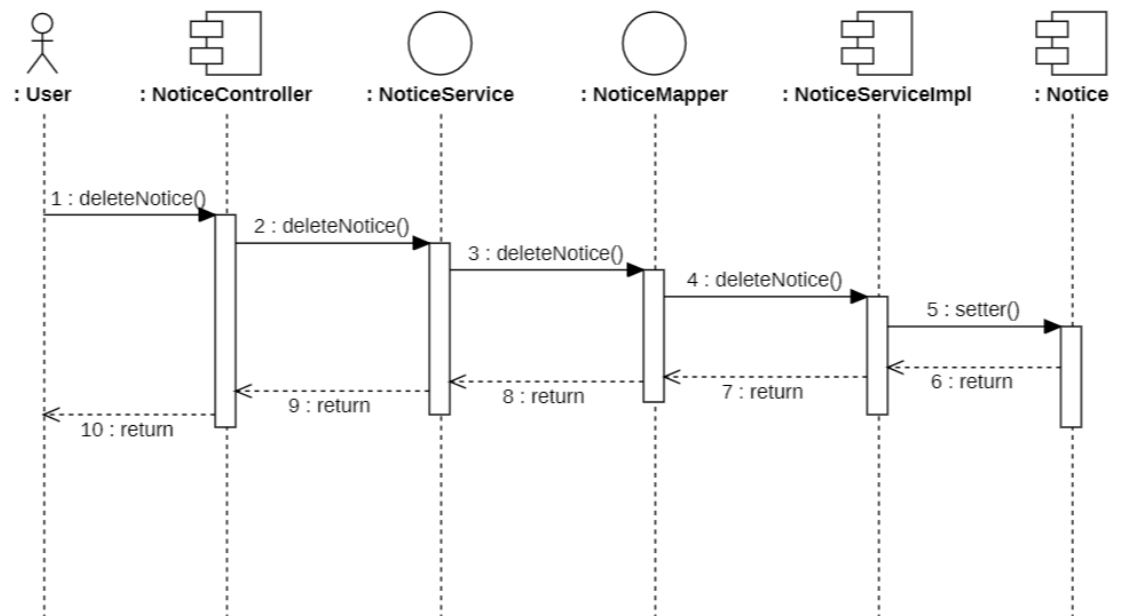 : User
: NoticeController
: NoticeService
: NoticeMapper
: NoticeServiceImpl
: Notice
1 : deleteNotice()
2 : deleteNotice()
3 : deleteNotice()
4 : deleteNotice()
5 : setter()
6 : return
7 : return
8 : return
9 : return
10 : return